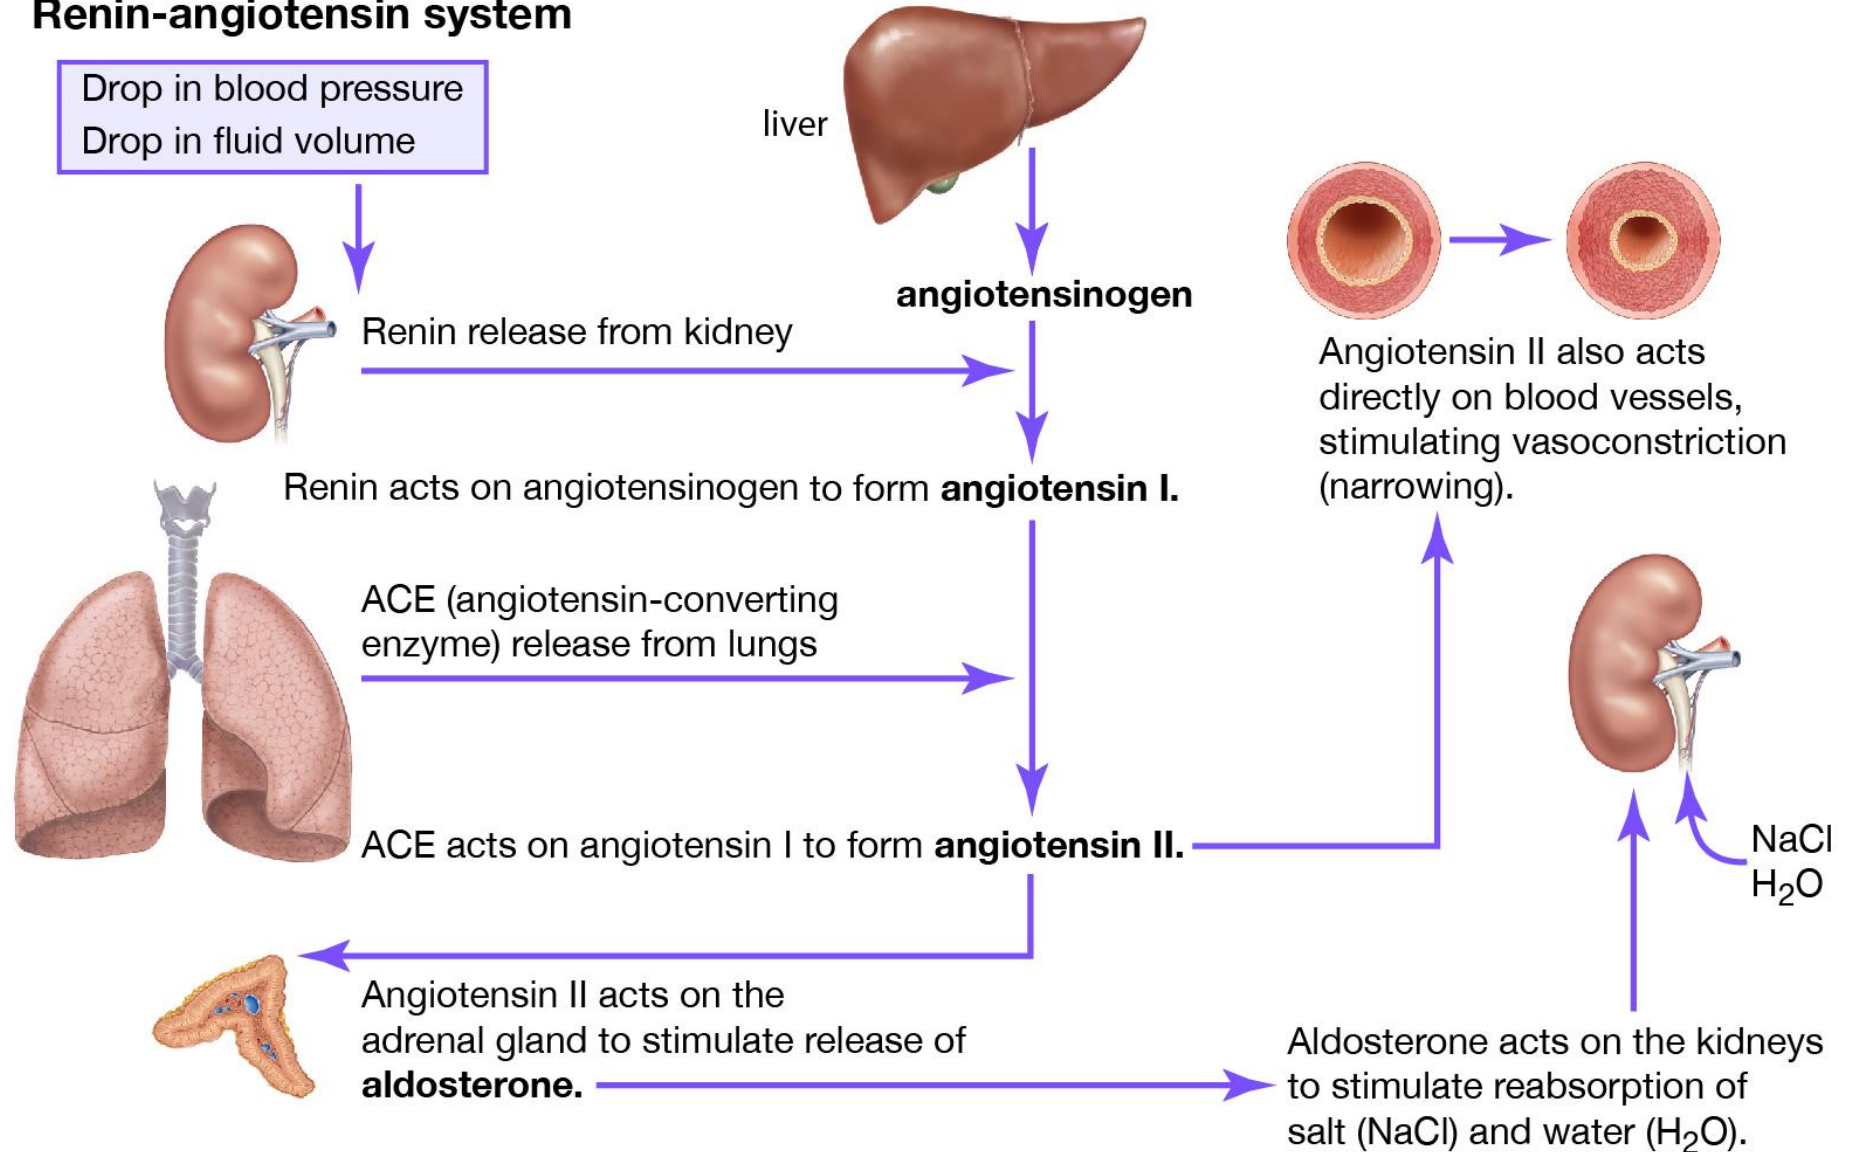 Renin-angiotensin system
Drop in blood pressure
Drop in fluid volume
liver
angiotensinogen
Renin release from kidney
Renin acts on angiotensinogen to form angiotensin I.
ACE (angiotensin-converting
enzyme) release from lungs
ACE acts on angiotensin I to form angiotensin II.
Angiotensin II acts on the
adrenal gland to stimulate release of
aldosterone.
Angiotensin II also acts
directly on blood vessels,
stimulating vasoconstriction
(narrowing).
NaCl
H₂O
Aldosterone acts on the kidneys
to stimulate reabsorption of
salt (NaCl) and water (H₂O).